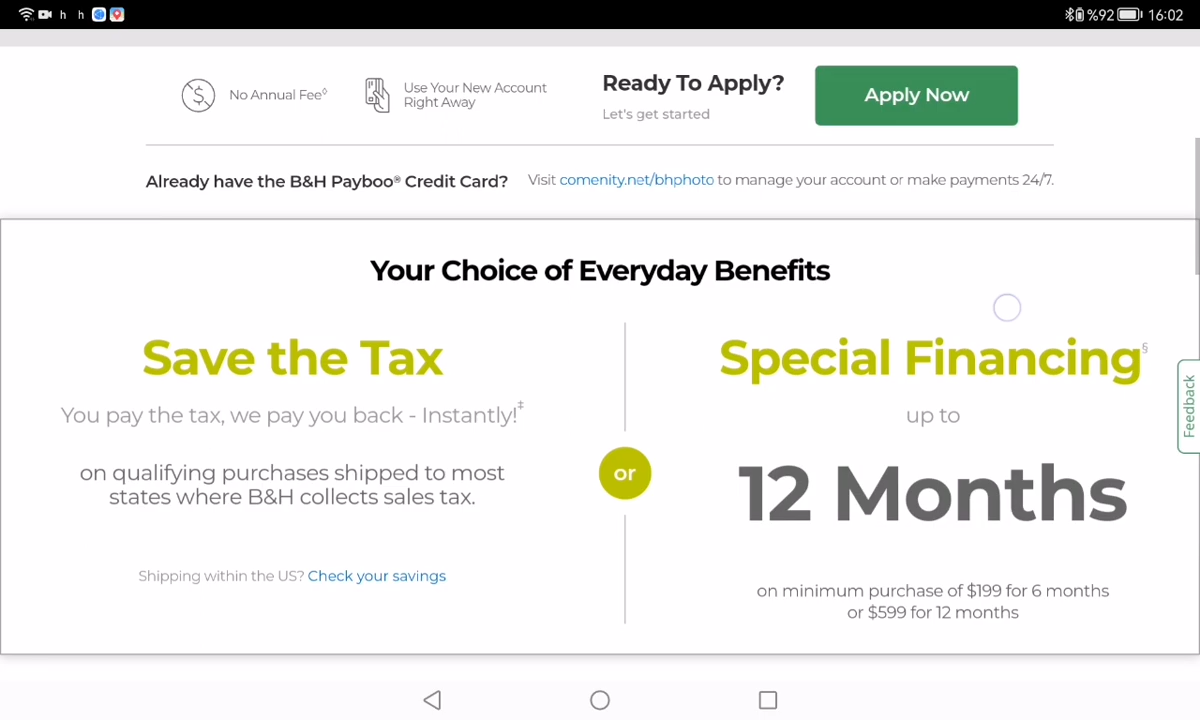 h h %92 16:02
No Annual Fee◊
Use Your New Account
Right Away
Ready To Apply?
Let's get started
Apply Now
Already have the B&H Payboo® Credit Card? Visit comenity.net/bhphoto to manage your account or make payments 24/7.
Your Choice of Everyday Benefits
Save the Tax
You pay the tax, we pay you back - Instantly!‡
on qualifying purchases shipped to most
states where B&H collects sales tax.
Shipping within the US? Check your savings
or
Special Financing§
up to
12 Months
on minimum purchase of $199 for 6 months
or $599 for 12 months
Feedback